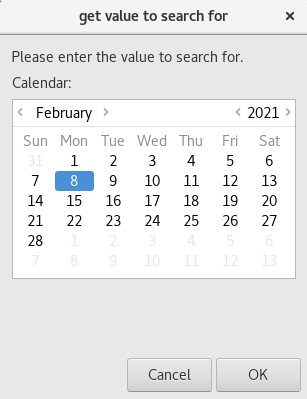 get value to search for ×
Please enter the value to search for.
Calendar:
< February > < 2021 >
Sun Mon Tue Wed Thu Fri Sat
31 1 2 3 4 5 6
7 8 9 10 11 12 13
14 15 16 17 18 19 20
21 22 23 24 25 26 27
28 1 2 3 4 5 6
7 8 9 10 11 12 13
Cancel OK